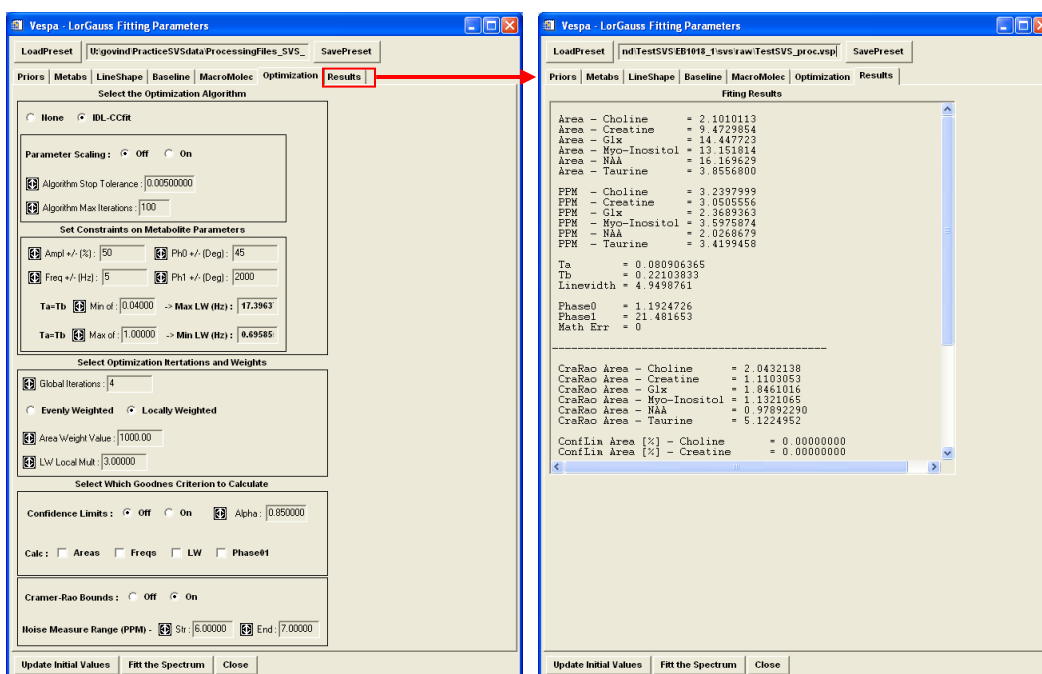 Vespa - LorGauss Fitting Parameters
LoadPreset U:\govind\PracticeSVSdata\ProcessingFiles_SVS_ SavePreset
Priors Metabs LineShape Baseline MacroMolec Optimization Results
Select the Optimization Algorithm
None IDL-CCfit
Parameter Scaling : Off On
Algorithm Stop Tolerance : 0.00500000
Algorithm Max Iterations : 100
Set Constraints on Metabolite Parameters
Ampl +/- (%) : 50 Ph0 +/- (Deg) : 45
Freq +/- (Hz) : 5 Ph1 +/- (Deg) : 2000
Ta=Tb Min of : 0.04000 -> Max LW (Hz) : 17.3963
Ta=Tb Max of : 1.00000 -> Min LW (Hz) : 0.69585
Select Optimization Itertations and Weights
Global Iterations : 4
Evenly Weighted Locally Weighted
Area Weight Value : 1000.00
LW Local Mult : 3.00000
Select Which Goodnes Criterion to Calculate
Confidence Limits : Off On Alpha : 0.850000
Calc : Areas Freqs LW Phase01
Cramer-Rao Bounds : Off On
Noise Measure Range (PPM) - Str : 6.00000 End : 7.00000
Update Initial Values Fitt the Spectrum Close
Vespa - LorGauss Fitting Parameters
LoadPreset nd\TestSVS\EB1018_1\svs\raw\TestSVS_proc.vsp SavePreset
Priors Metabs LineShape Baseline MacroMolec Optimization Results
Fiting Results
Area - Choline = 2.1010113
Area - Creatine = 9.4729854
Area - Glx = 14.447723
Area - Myo-Inositol = 13.151814
Area - NAA = 16.169629
Area - Taurine = 3.8556800
PPM - Choline = 3.2397999
PPM - Creatine = 3.0505556
PPM - Glx = 2.3689363
PPM - Myo-Inositol = 3.5975874
PPM - NAA = 2.0268679
PPM - Taurine = 3.4199458
Ta = 0.080906365
Tb = 0.22103833
Linewidth = 4.9498761
Phase0 = 1.1924726
Phase1 = 21.481653
Math Err = 0
CraRao Area - Choline = 2.0432138
CraRao Area - Creatine = 1.1103053
CraRao Area - Glx = 1.8461016
CraRao Area - Myo-Inositol = 1.1321065
CraRao Area - NAA = 0.97892290
CraRao Area - Taurine = 5.1224952
ConfLim Area [%] - Choline = 0.00000000
ConfLim Area [%] - Creatine = 0.00000000
Update Initial Values Fitt the Spectrum Close